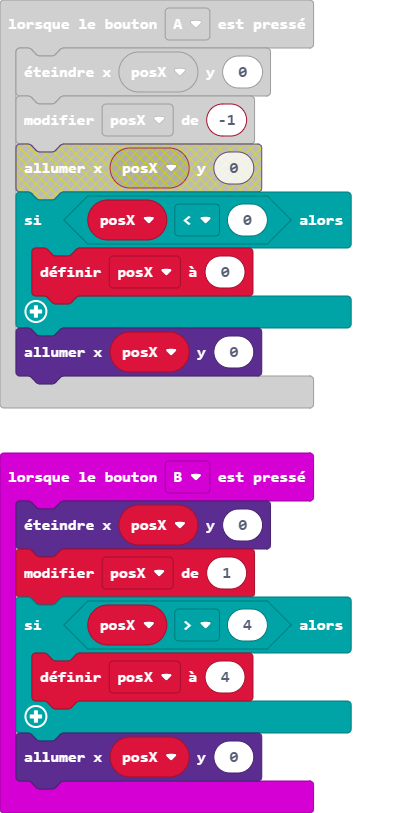 lorsque le bouton A est pressé
éteindre x posX y 0
modifier posX de -1
allumer x posX y 0
si posX < 0 alors
définir posX à 0
allumer x posX y 0
lorsque le bouton B est pressé
éteindre x posX y 0
modifier posX de 1
si posX > 4 alors
définir posX à 4
allumer x posX y 0